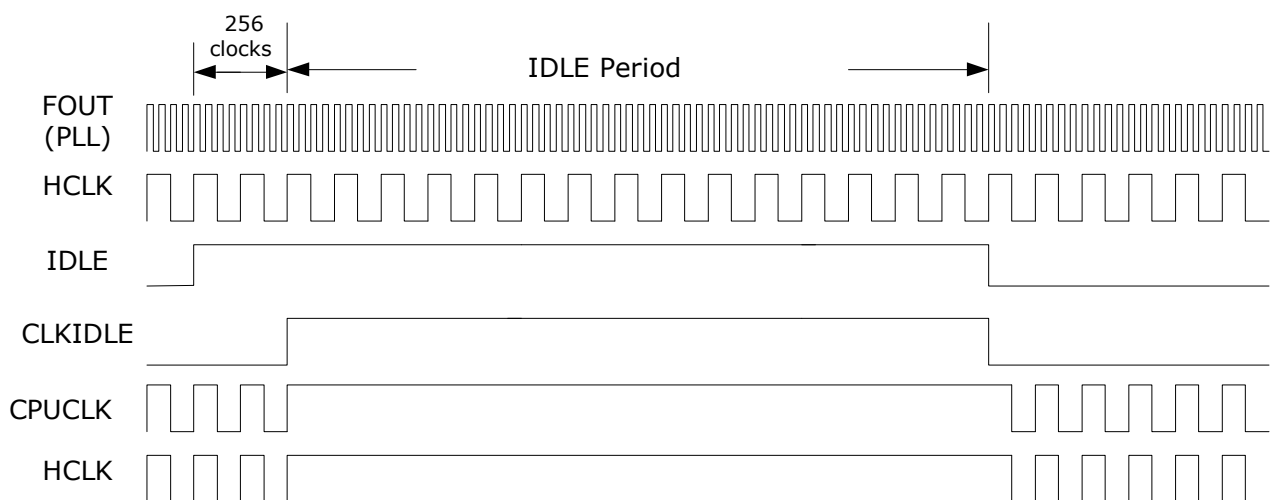 256
clocks
IDLE Period
FOUT
(PLL)
HCLK
IDLE
CLKIDLE
CPUCLK
HCLK